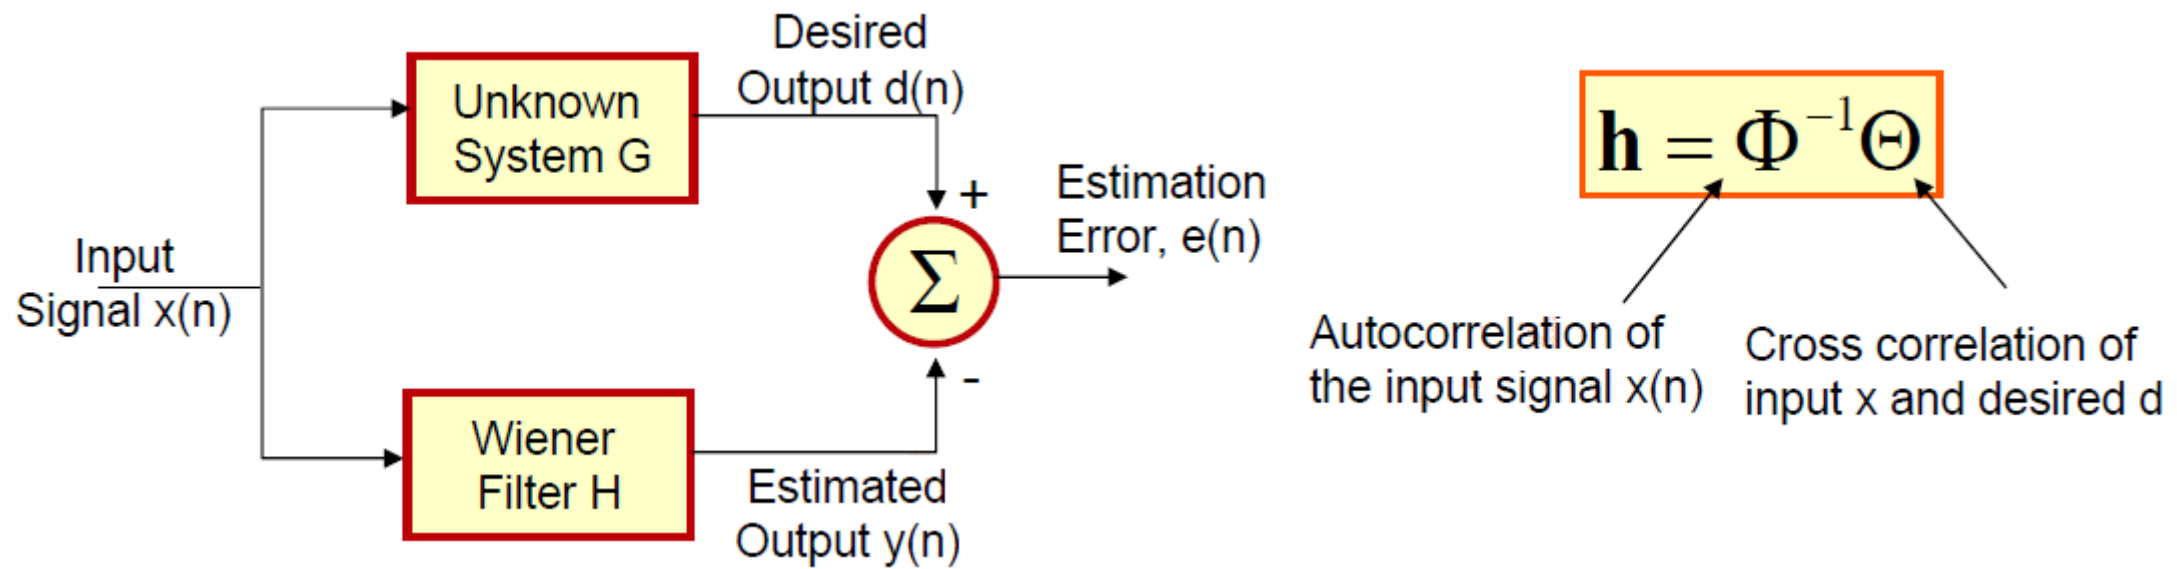 Desired
Output d(n)
Unknown
System G
+
Estimation
Error, e(n)
Input
Signal x(n)
Σ
-
Wiener
Filter H
Estimated
Output y(n)
h = Φ⁻¹Θ
Autocorrelation of
the input signal x(n)
Cross correlation of
input x and desired d